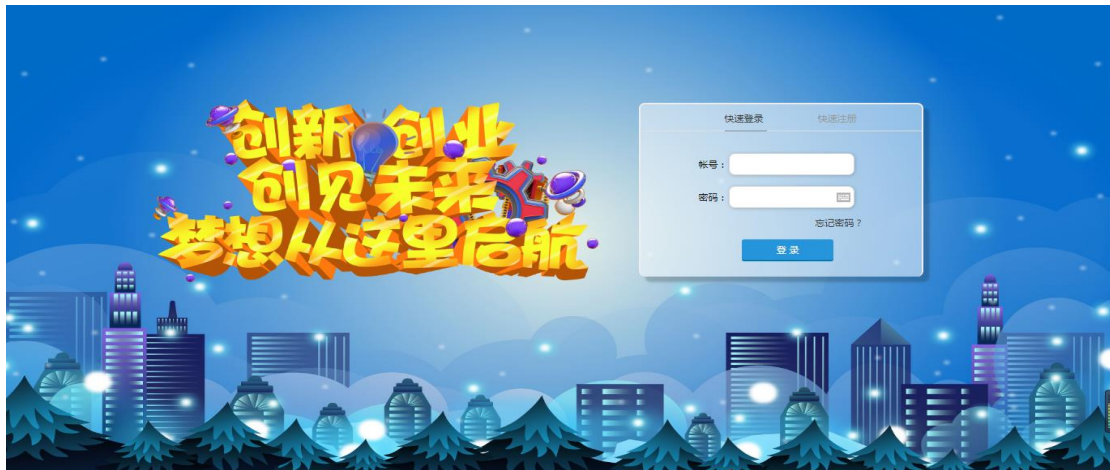 创新 创业
创见未来
梦想从这里启航
快速登录 快速注册
帐号：
密码：
忘记密码？
登录